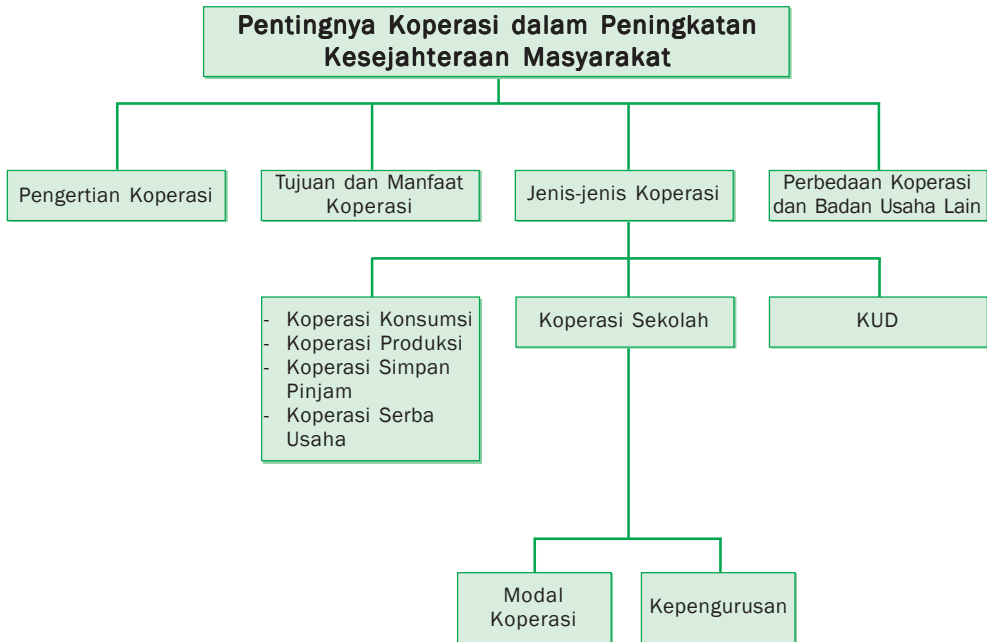 Pentingnya Koperasi dalam Peningkatan
Kesejahteraan Masyarakat
Pengertian Koperasi
Tujuan dan Manfaat
Koperasi
Jenis-jenis Koperasi
Perbedaan Koperasi
dan Badan Usaha Lain
- Koperasi Konsumsi
- Koperasi Produksi
- Koperasi Simpan
Pinjam
- Koperasi Serba
Usaha
Koperasi Sekolah
KUD
Modal
Koperasi
Kepengurusan